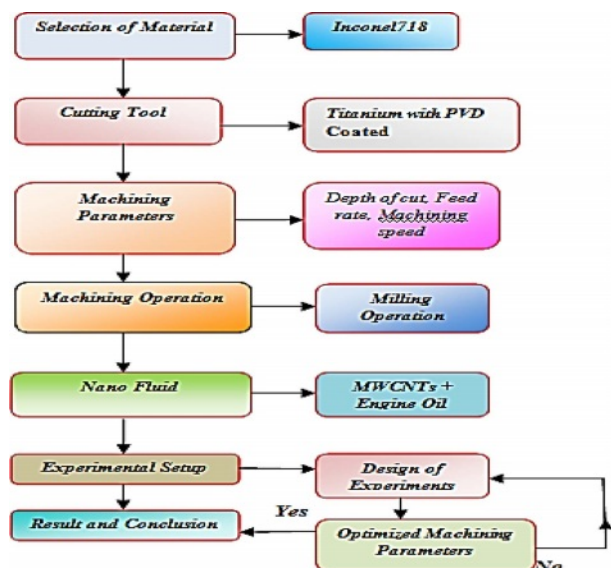 Selection of Material
Inconel718
Cutting Tool
Titanium with PVD
Coated
Machining
Parameters
Depth of cut, Feed
rate, Machining
speed
Machining Operation
Milling
Operation
Nano Fluid
MWCNTs +
Engine Oil
Experimental Setup
Design of
Experiments
Result and Conclusion
Yes
Optimized Machining
Parameters
No